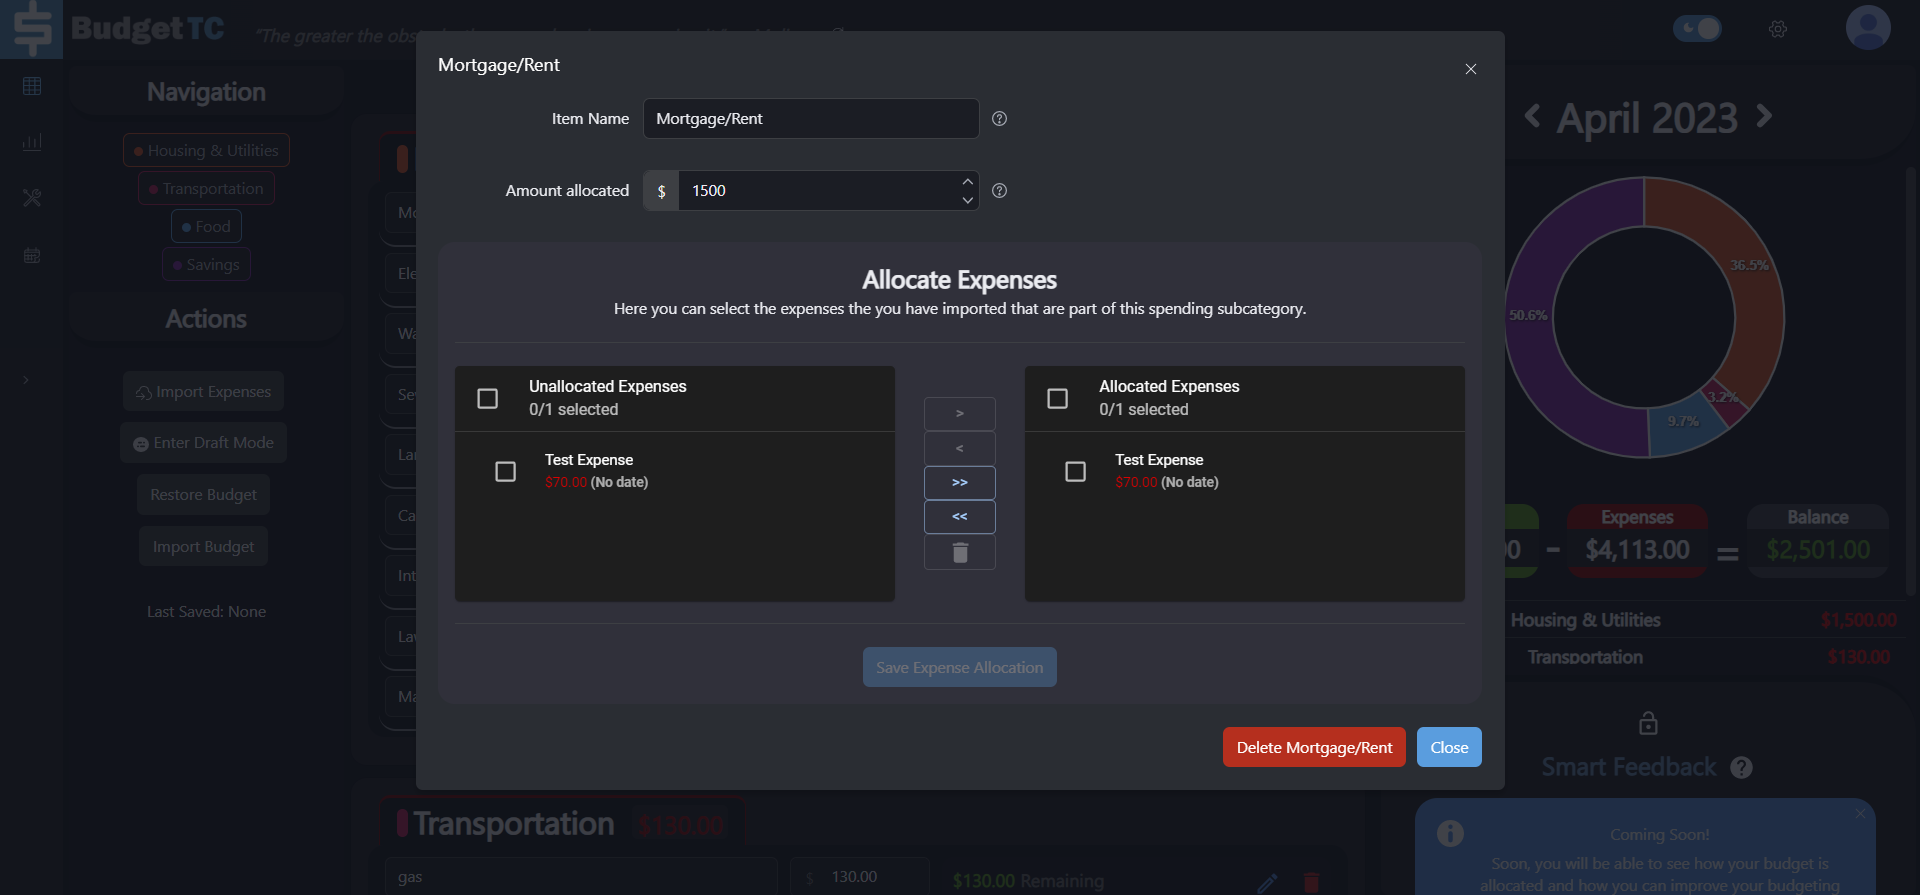 BudgetTC
"The greater the obs
Navigation
Housing & Utilities
Transportation
Food
Savings
Actions
Import Expenses
Enter Draft Mode
Restore Budget
Import Budget
Last Saved: None
Mo
Ele
Wa
Se
La
Ca
Int
La
Ma
Mortgage/Rent
Item Name
Mortgage/Rent
Amount allocated
$
1500
Allocate Expenses
Here you can select the expenses the you have imported that are part of this spending subcategory.
Unallocated Expenses
0/1 selected
Test Expense
$70.00 (No date)
>
<
>>
<<
Allocated Expenses
0/1 selected
Test Expense
$70.00 (No date)
Save Expense Allocation
Delete Mortgage/Rent
Close
Transportation $130.00
gas
$ 130.00
$130.00 Remaining
April 2023
36.5%
50.6%
3.2%
9.7%
Expenses
Balance
00 - $4,113.00 = $2,501.00
Housing & Utilities $1,500.00
Transportation $130.00
Smart Feedback
Coming Soon!
Soon, you will be able to see how your budget is
allocated and how you can improve your budgeting